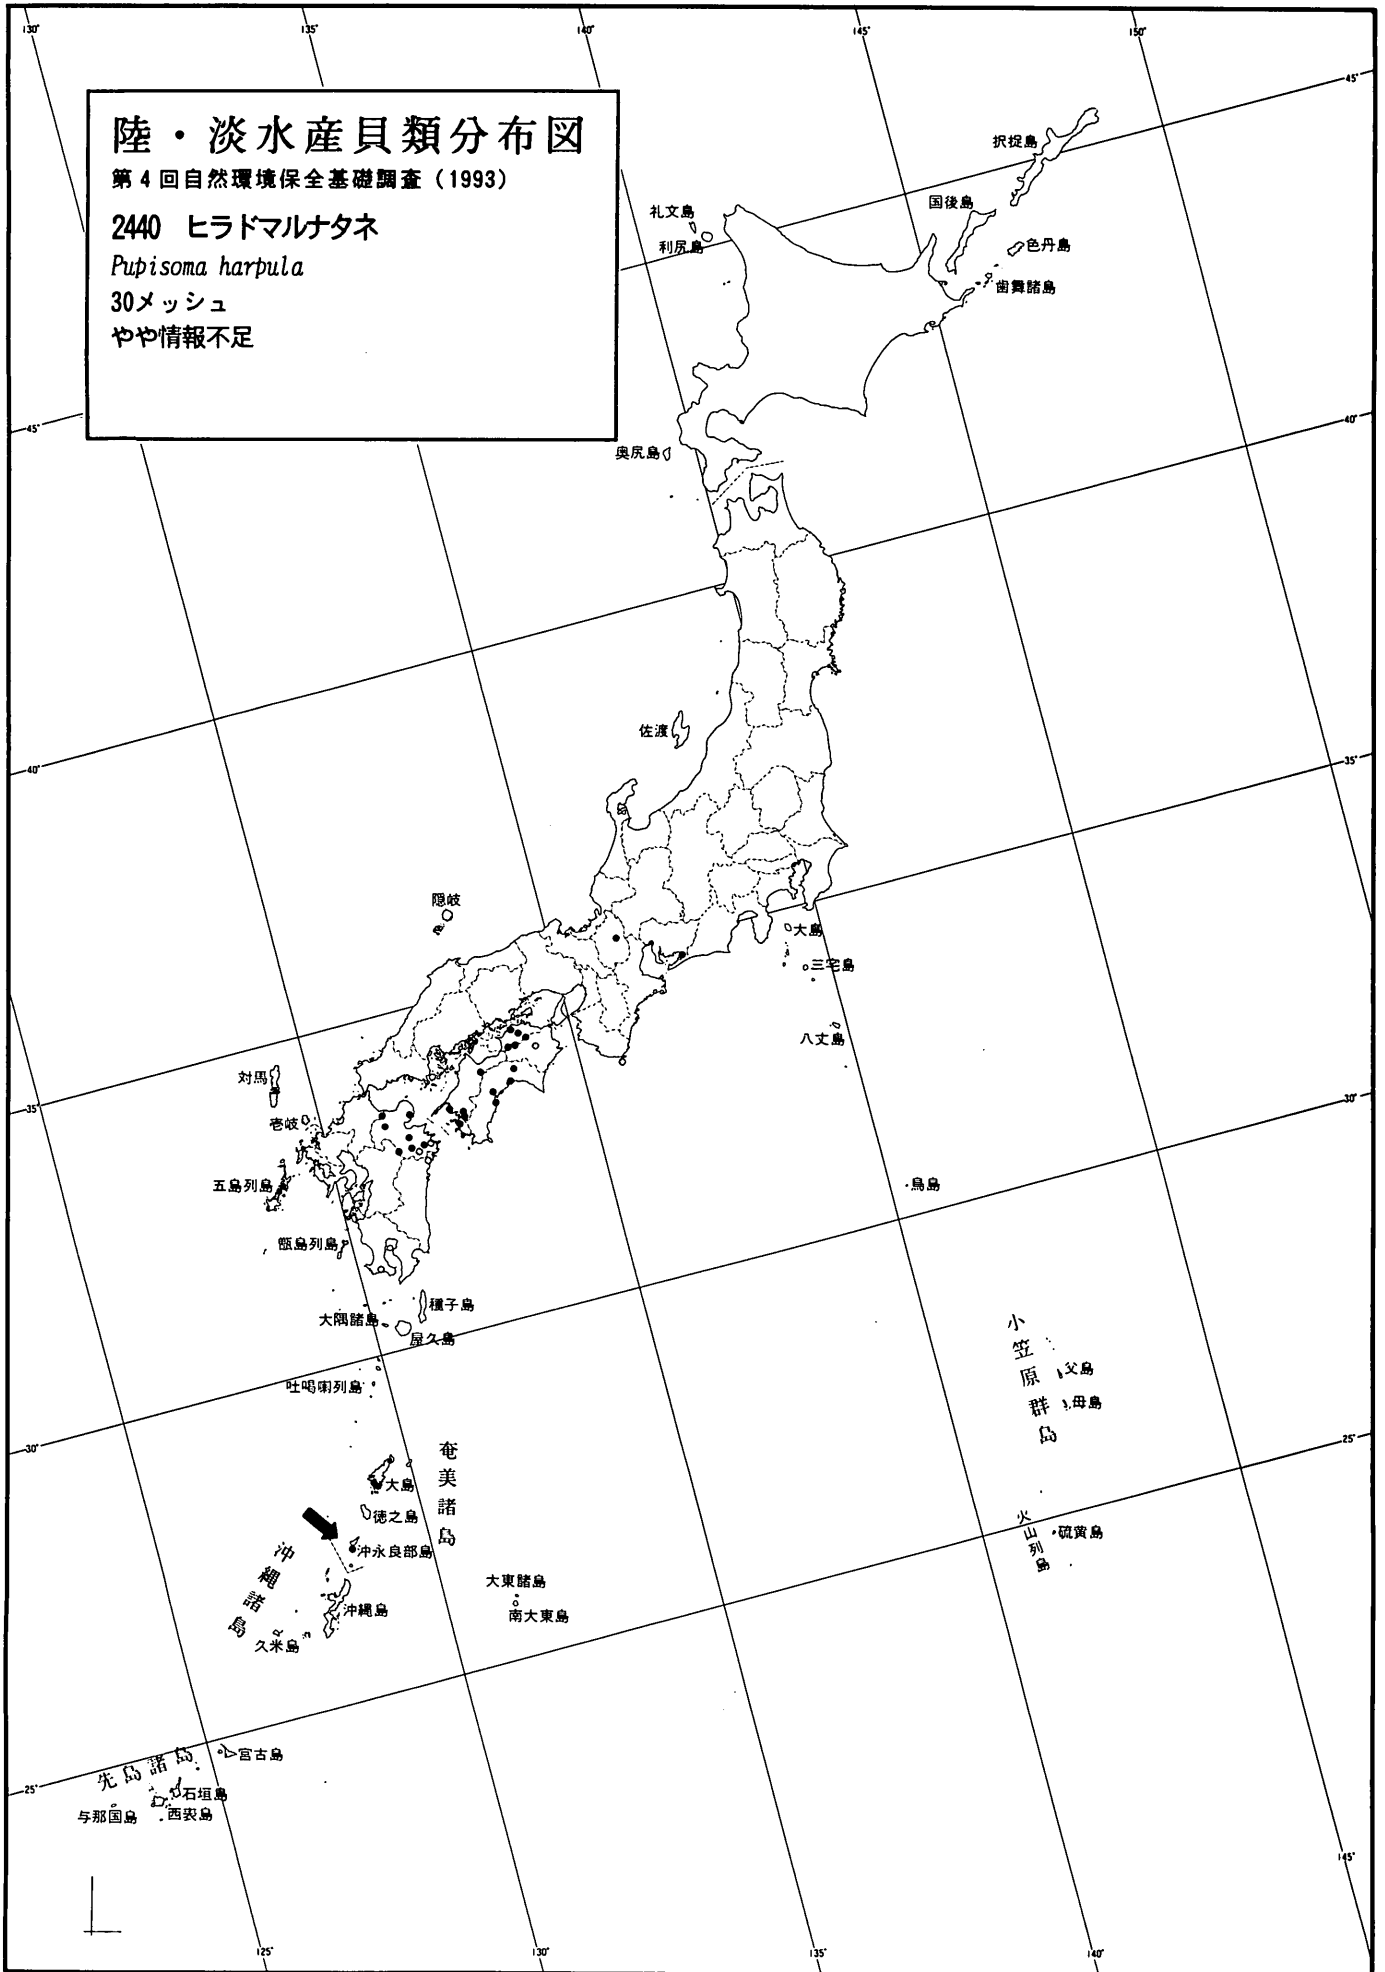 130°
135°
140°
145°
150°
陸・淡水産貝類分布図
第4回自然環境保全基礎調査（1993）
2440 ヒラドマルナタネ
Pupisoma harpula
30メッシュ
やや情報不足
45°
択捉島
国後島
礼文島
利尻島
色丹島
歯舞諸島
45°
40°
奥尻島
佐渡
40°
35°
隠岐
大島
三宅島
八丈島
対馬
35°
壱岐
30°
五島列島
鳥島
甑島列島
種子島
大隅諸島
屋久島
小笠原群島
父島
吐噶喇列島
母島
30°
25°
奄美諸島
大島
徳之島
火山列島
硫黄島
沖永良部島
沖縄諸島
大東諸島
沖縄島
南大東島
久米島
先島諸島
宮古島
25°
石垣島
与那国島
西表島
145°
125°
130°
135°
140°